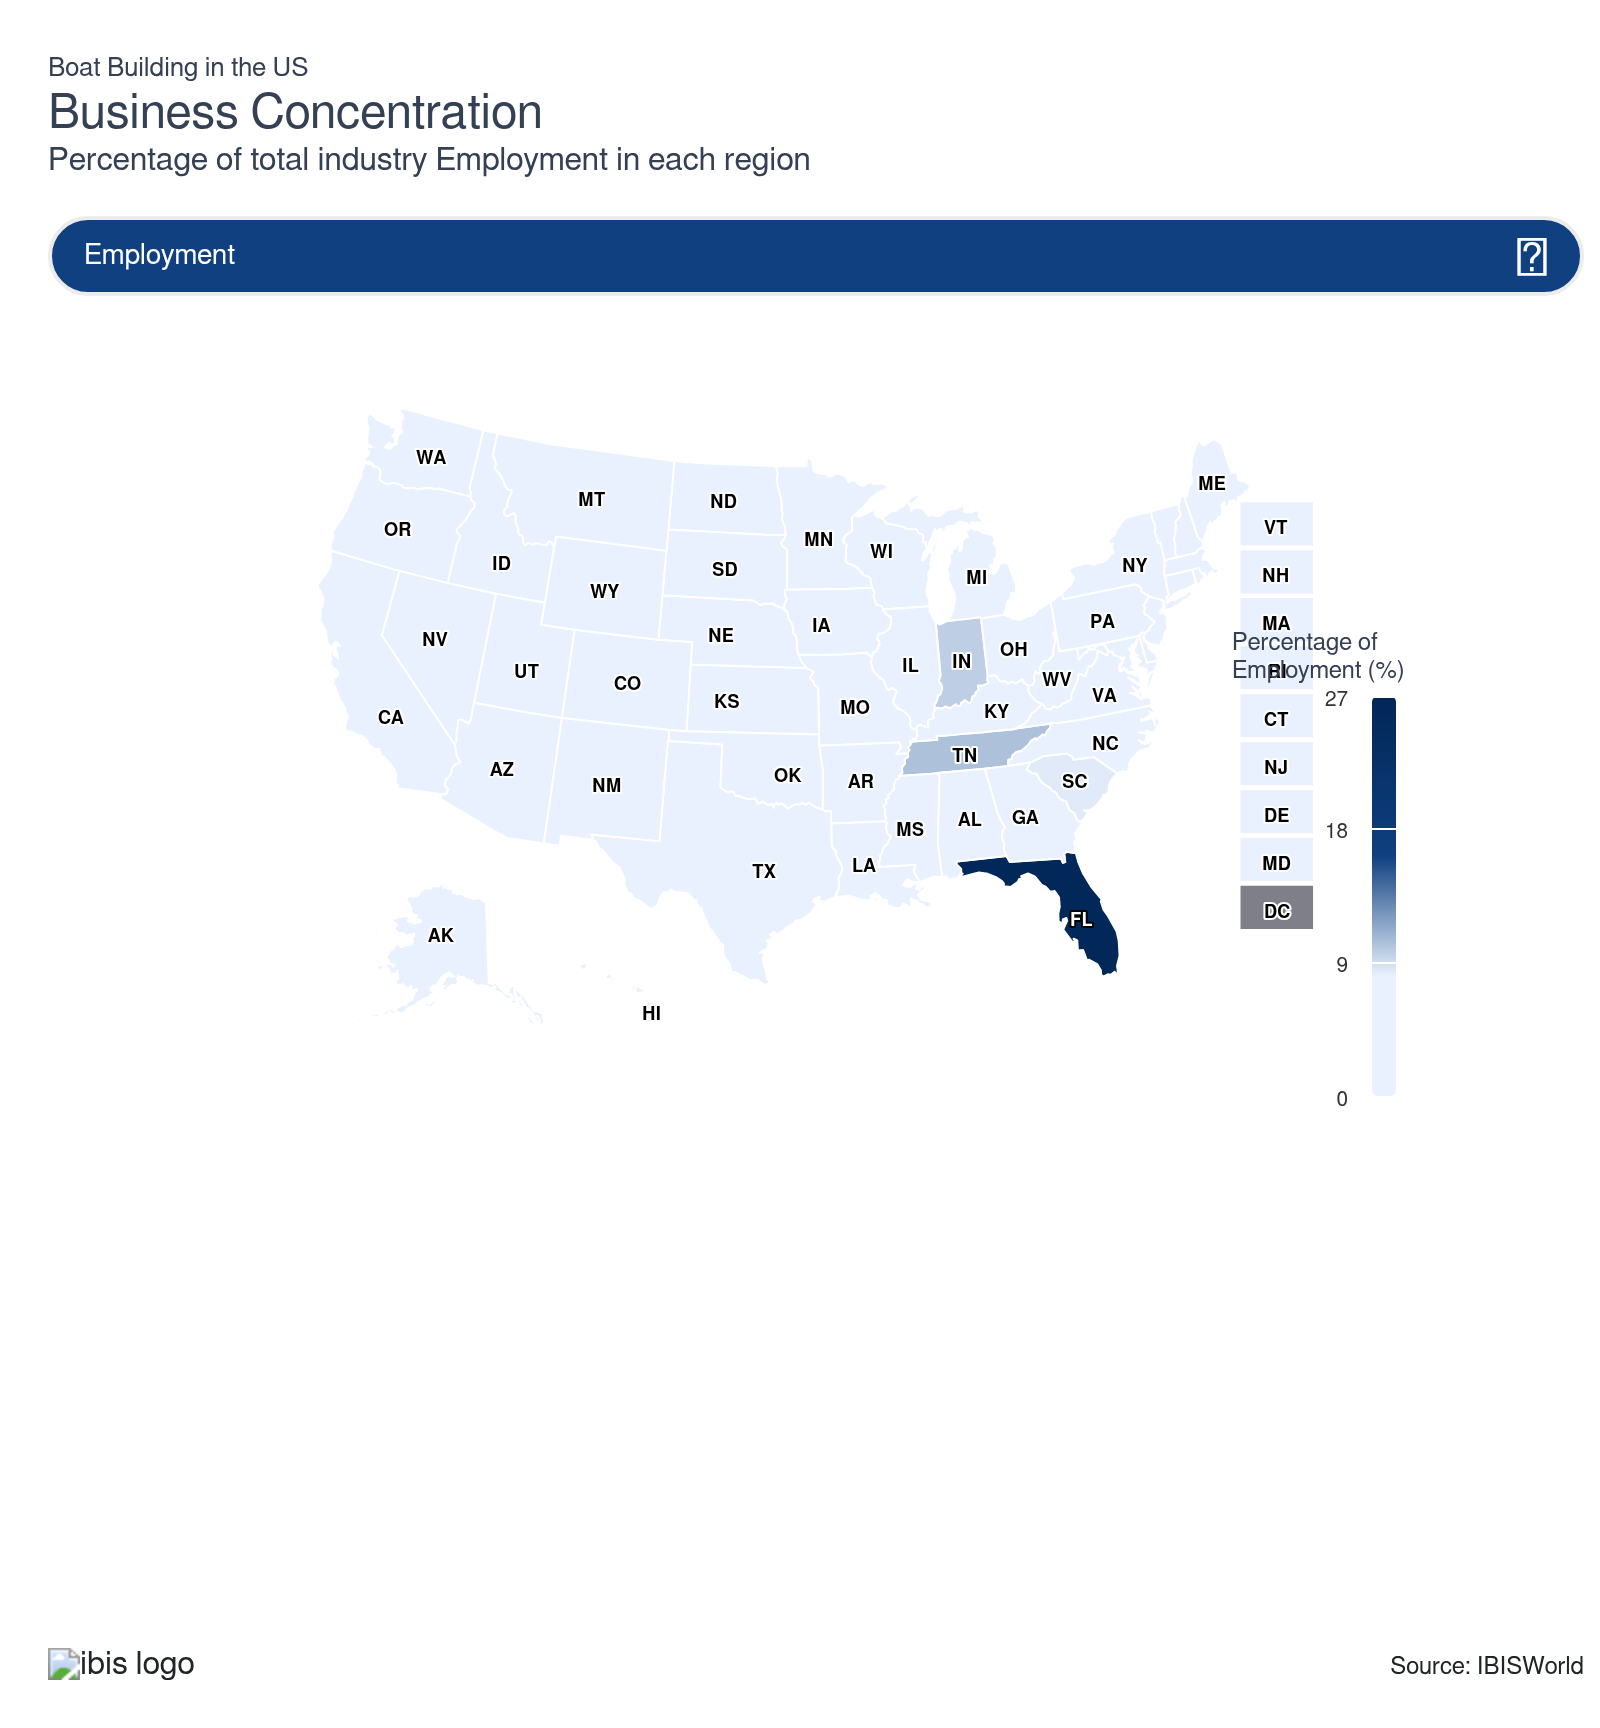 Boat Building in the US
Business Concentration
Percentage of total industry Employment in each region
Employment
WA
MT
ND
ME
OR
ID
MN
WI
VT
SD
MI
NY
NH
WY
NV
NE
IA
PA
MA
UT
CO
IL
IN
OH
Percentage of
Employment (%)
RI
WV
VA
KS
MO
KY
27
CA
CT
AZ
NM
OK
AR
TN
NC
NJ
SC
TX
LA
MS
AL
GA
DE
18
MD
FL
DC
AK
9
HI
0
ibis logo
Source: IBISWorld